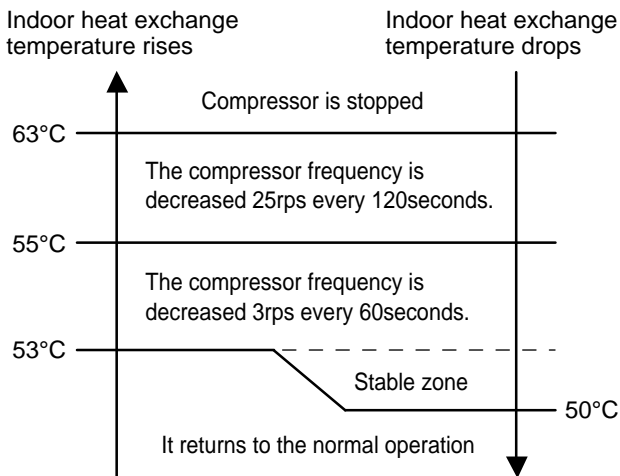 Indoor heat exchange
temperature rises
Indoor heat exchange
temperature drops
Compressor is stopped
63°C
The compressor frequency is
decreased 25rps every 120seconds.
55°C
The compressor frequency is
decreased 3rps every 60seconds.
53°C
Stable zone
50°C
It returns to the normal operation